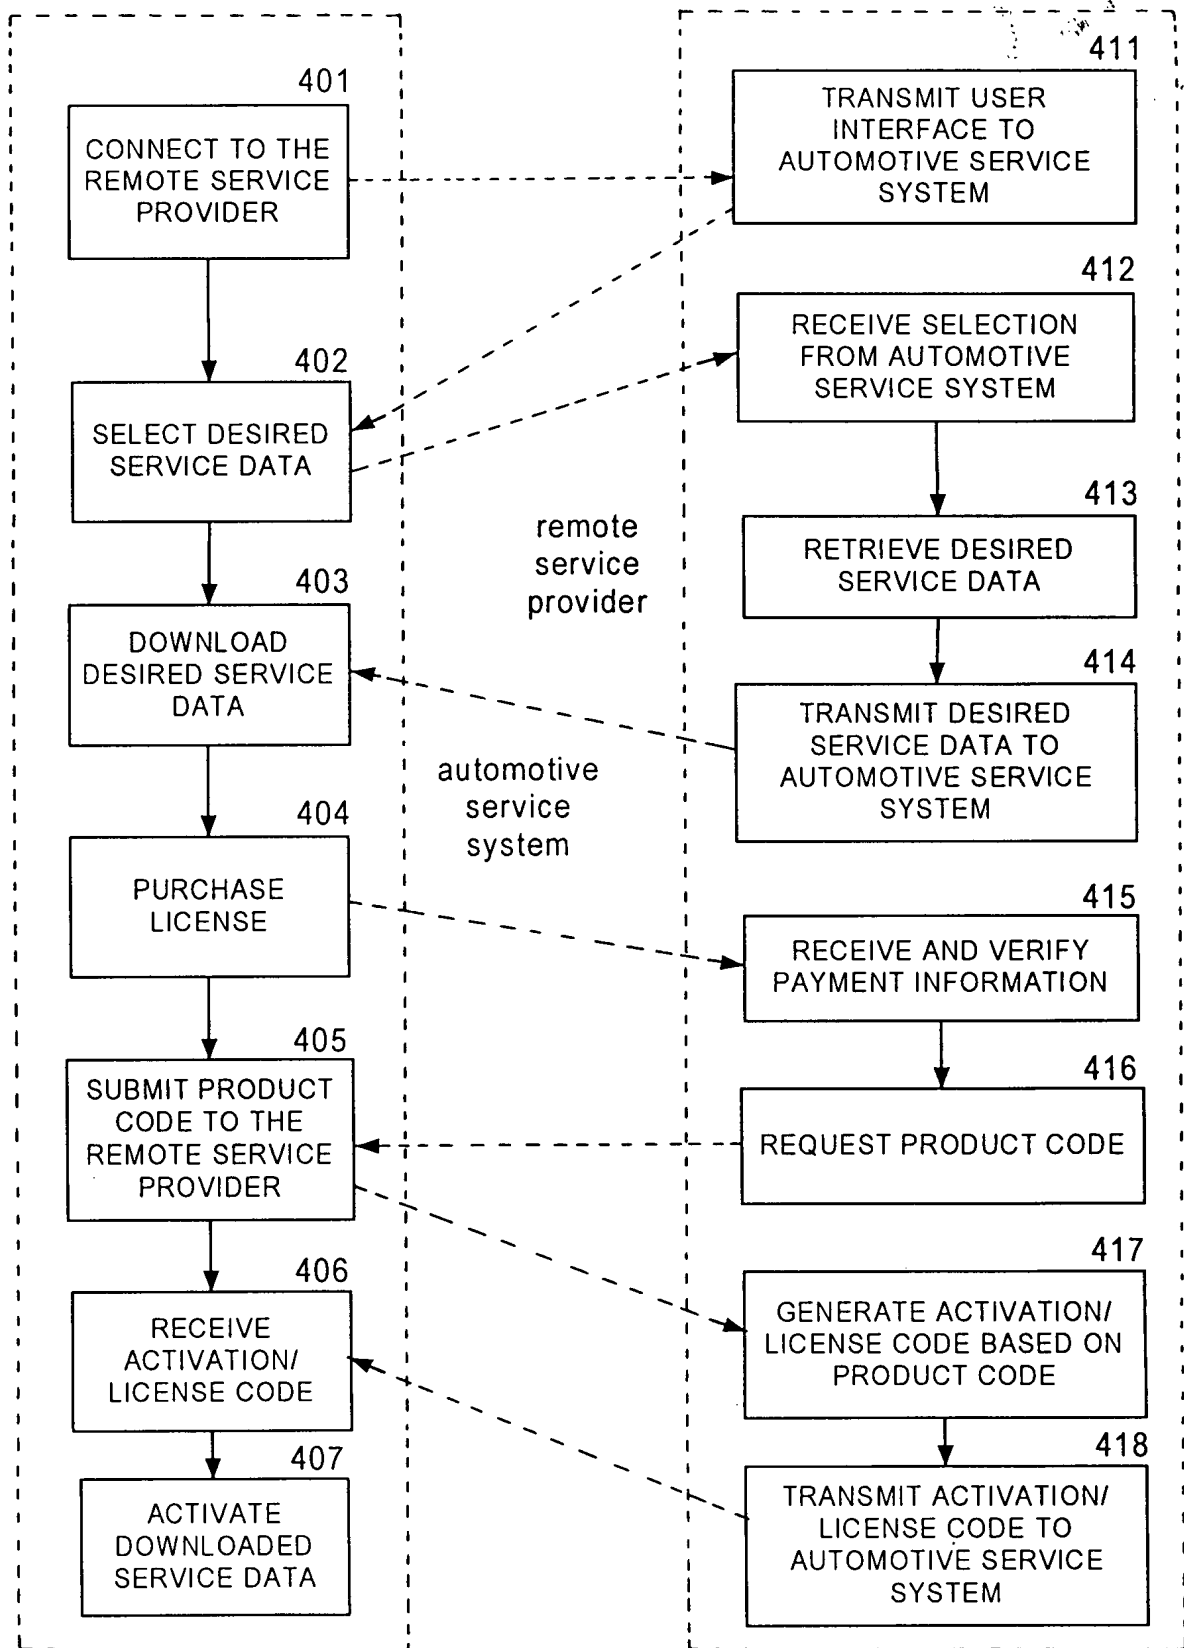 401
CONNECT TO THE
REMOTE SERVICE
PROVIDER
402
SELECT DESIRED
SERVICE DATA
403
DOWNLOAD
DESIRED SERVICE
DATA
404
PURCHASE
LICENSE
405
SUBMIT PRODUCT
CODE TO THE
REMOTE SERVICE
PROVIDER
406
RECEIVE
ACTIVATION/
LICENSE CODE
407
ACTIVATE
DOWNLOADED
SERVICE DATA
remote
service
provider
automotive
service
system
411
TRANSMIT USER
INTERFACE TO
AUTOMOTIVE SERVICE
SYSTEM
412
RECEIVE SELECTION
FROM AUTOMOTIVE
SERVICE SYSTEM
413
RETRIEVE DESIRED
SERVICE DATA
414
TRANSMIT DESIRED
SERVICE DATA TO
AUTOMOTIVE SERVICE
SYSTEM
415
RECEIVE AND VERIFY
PAYMENT INFORMATION
416
REQUEST PRODUCT CODE
417
GENERATE ACTIVATION/
LICENSE CODE BASED ON
PRODUCT CODE
418
TRANSMIT ACTIVATION/
LICENSE CODE TO
AUTOMOTIVE SERVICE
SYSTEM